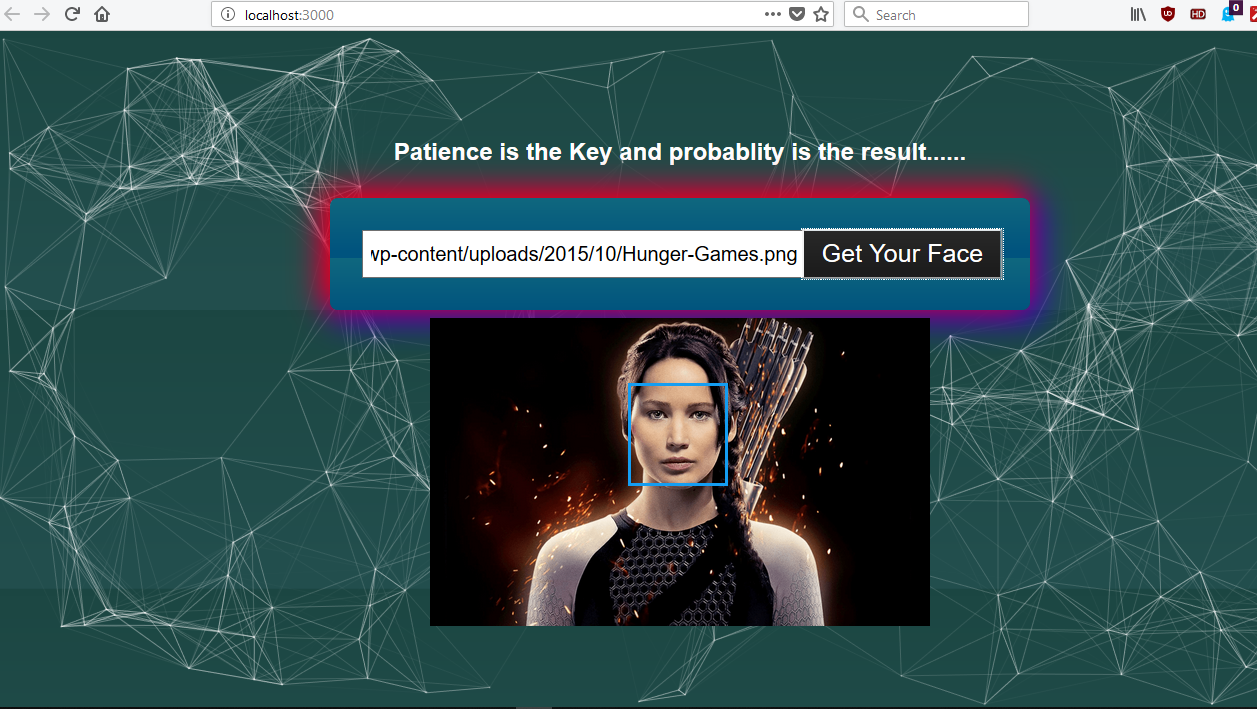 localhost:3000
Search
HD
0
Patience is the Key and probablity is the result......
wp-content/uploads/2015/10/Hunger-Games.png
Get Your Face